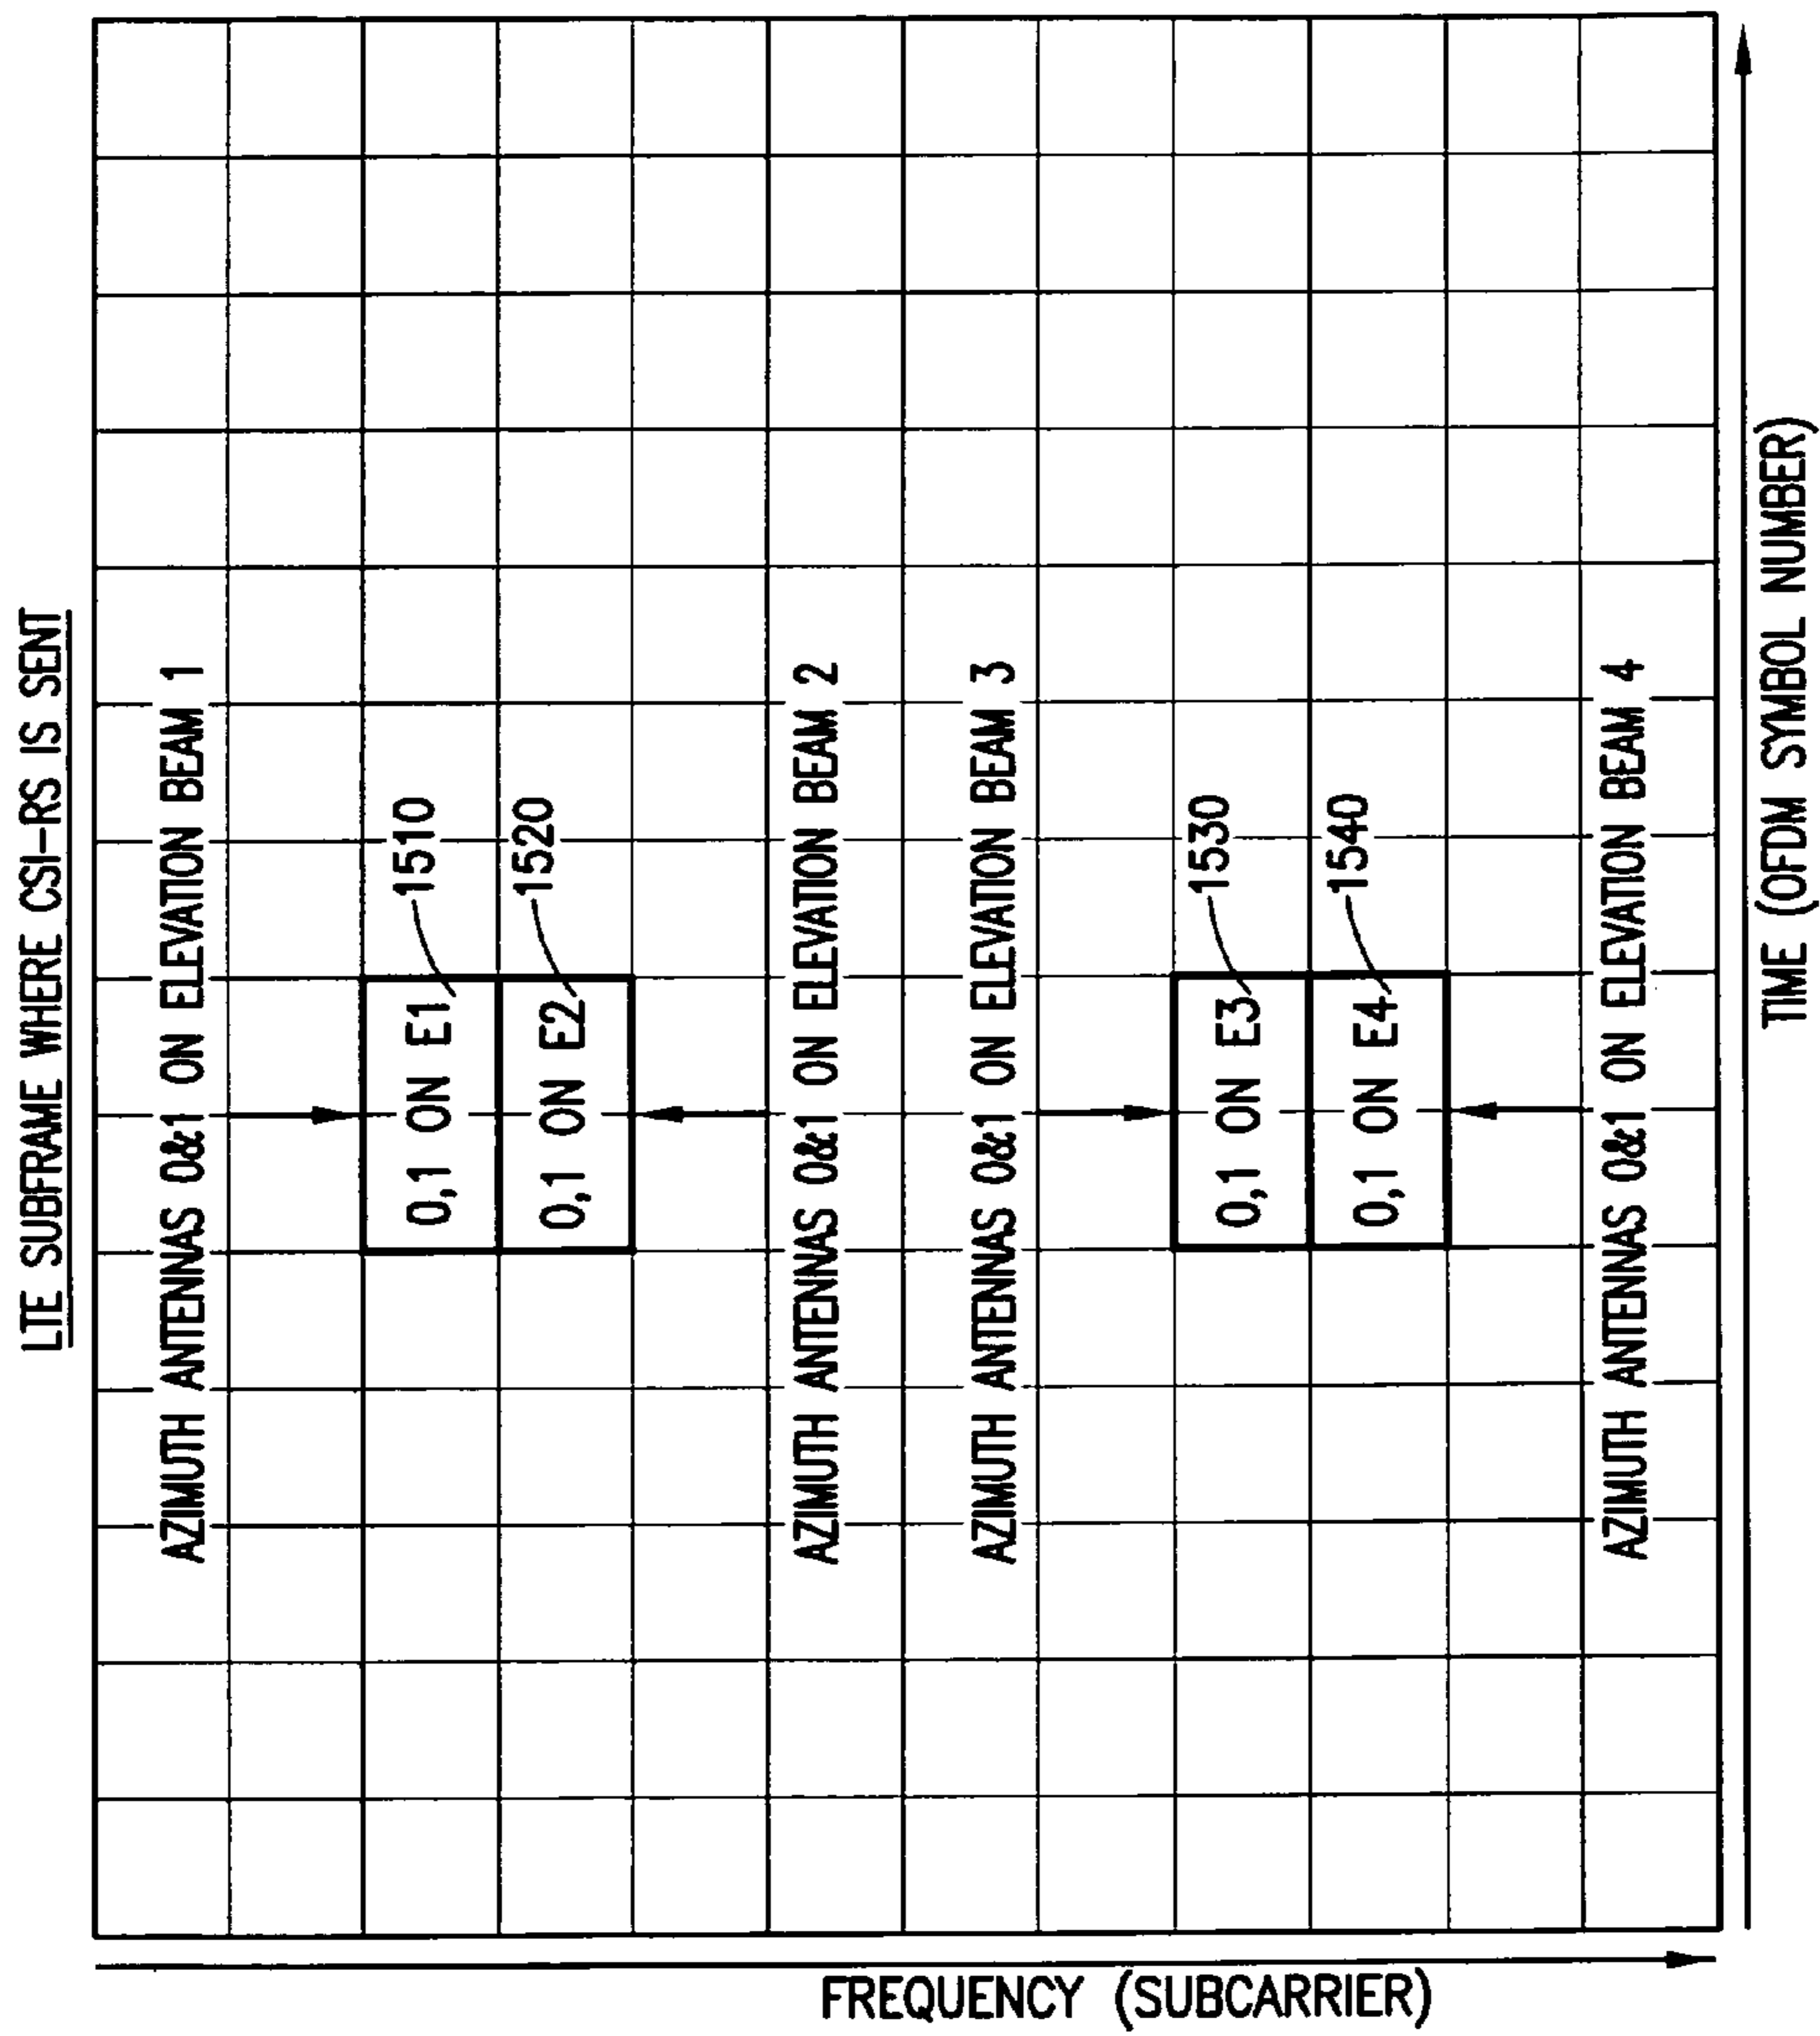 LTE SUBFRAME WHERE CSI-RS IS SENT
AZIMUTH ANTENNAS 0&1 ON ELEVATION BEAM 1
0,1 ON E1
1510
0,1 ON E2
1520
AZIMUTH ANTENNAS 0&1 ON ELEVATION BEAM 2
AZIMUTH ANTENNAS 0&1 ON ELEVATION BEAM 3
0,1 ON E3
1530
0,1 ON E4
1540
AZIMUTH ANTENNAS 0&1 ON ELEVATION BEAM 4
TIME (OFDM SYMBOL NUMBER)
FREQUENCY (SUBCARRIER)